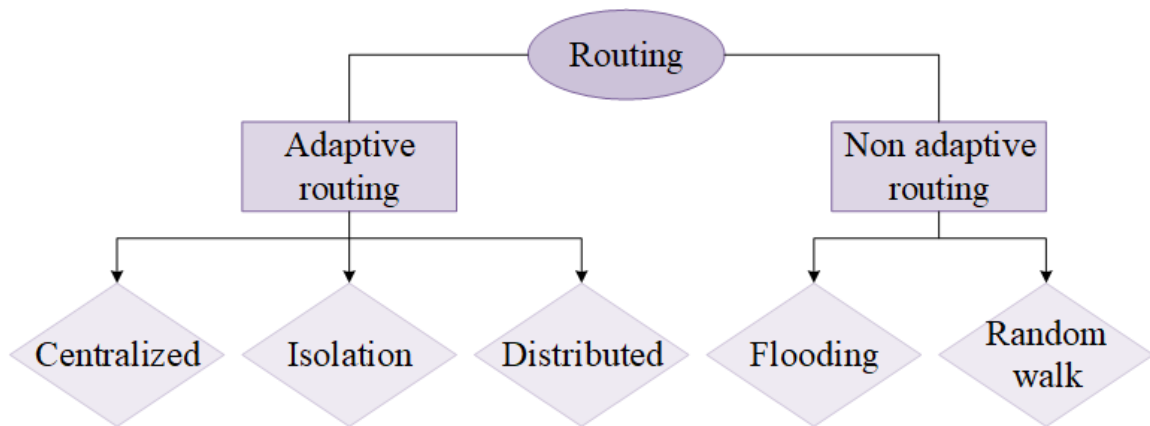 Routing
Adaptive
routing
Non adaptive
routing
Centralized
Isolation
Distributed
Flooding
Random
walk